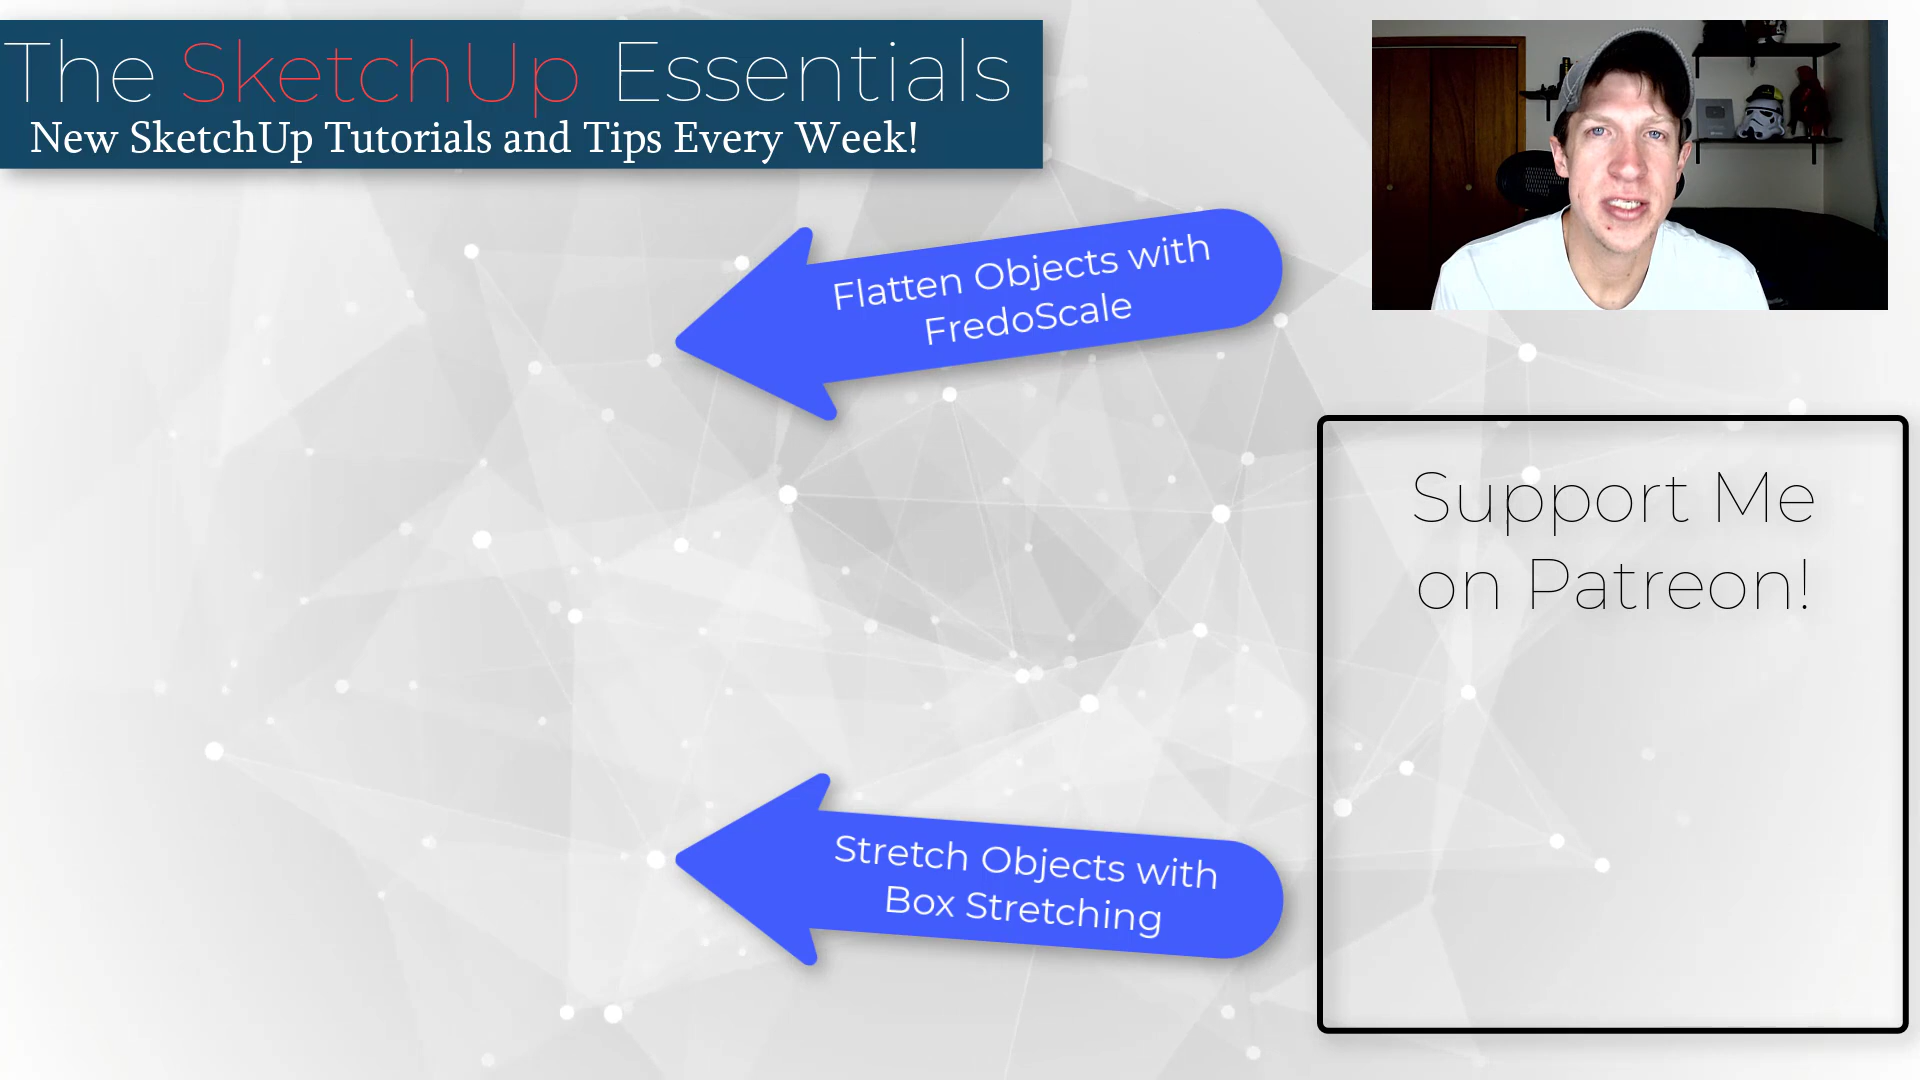 The SketchUp Essentials
New SketchUp Tutorials and Tips Every Week!
Flatten Objects with
FredoScale
Support Me
on Patreon!
Stretch Objects with
Box Stretching